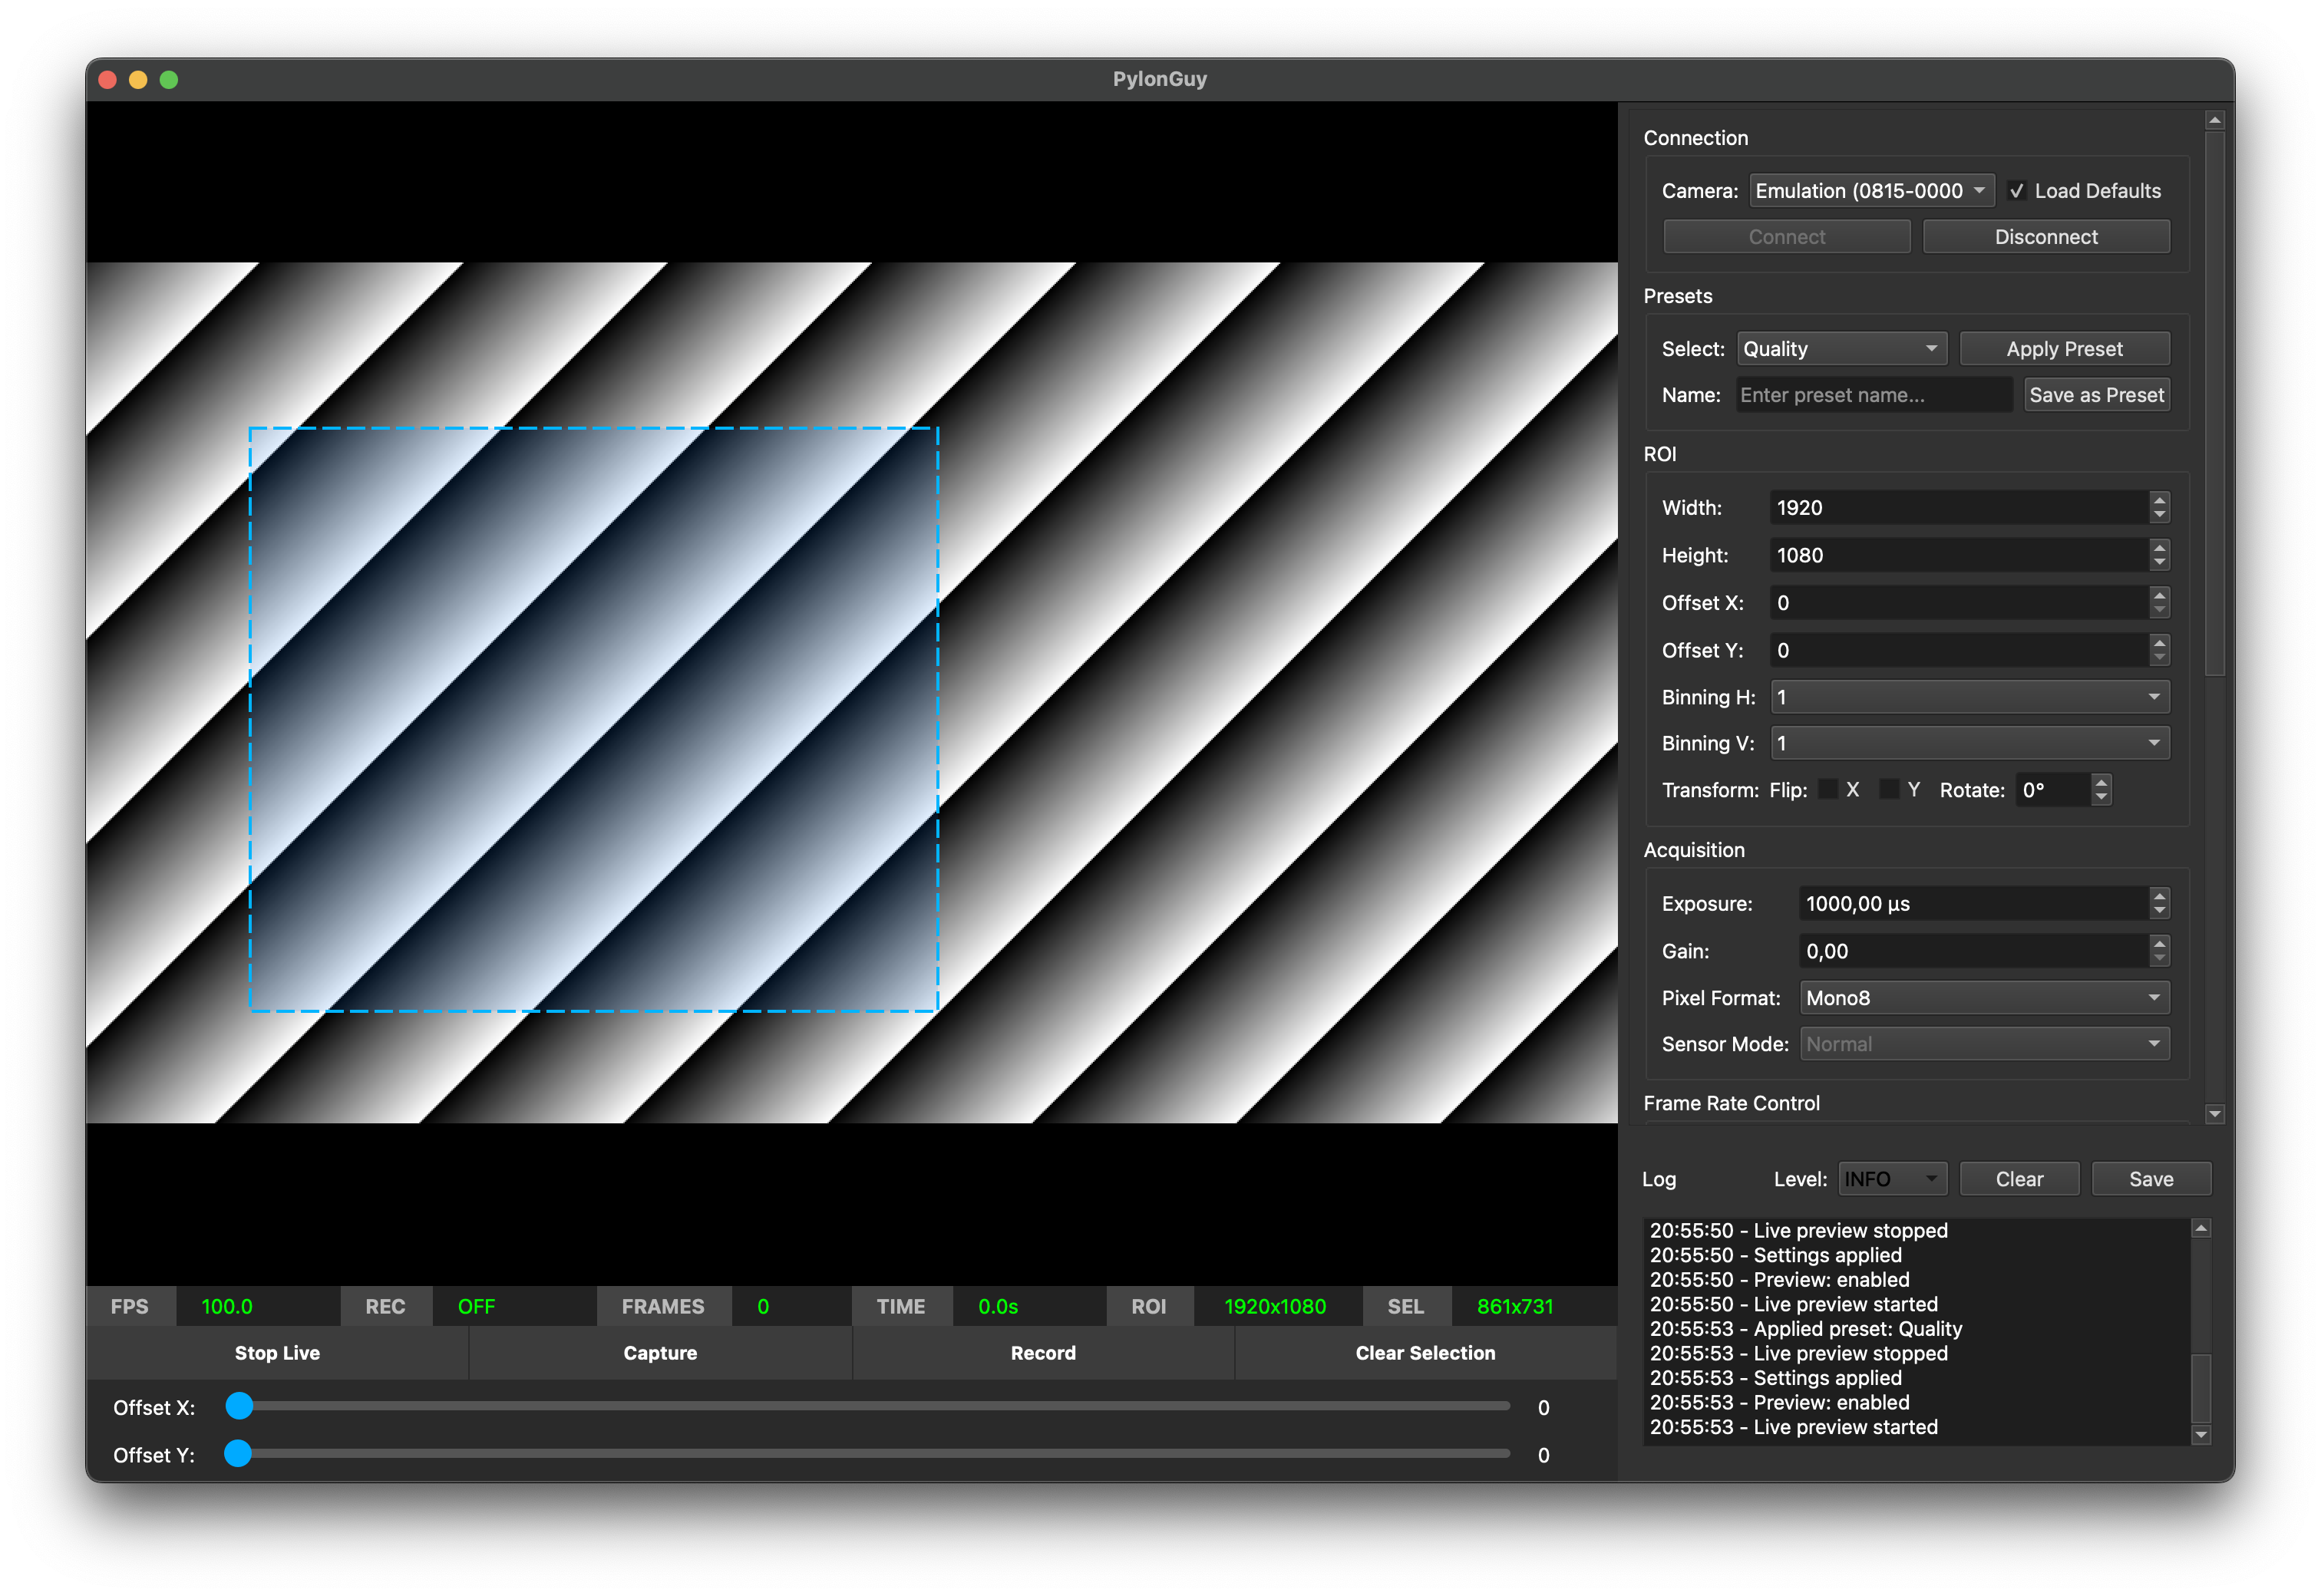 PylonGuy
Connection
Camera: Emulation (0815-0000 Load Defaults
Connect Disconnect
Presets
Select: Quality Apply Preset
Name: Enter preset name... Save as Preset
ROI
Width: 1920
Height: 1080
Offset X: 0
Offset Y: 0
Binning H: 1
Binning V: 1
Transform: Flip: X Y Rotate: 0°
Acquisition
Exposure: 1000,00 µs
Gain: 0,00
Pixel Format: Mono8
Sensor Mode: Normal
Frame Rate Control
Log Level: INFO Clear Save
20:55:50 - Live preview stopped
20:55:50 - Settings applied
20:55:50 - Preview: enabled
20:55:50 - Live preview started
20:55:53 - Applied preset: Quality
20:55:53 - Live preview stopped
20:55:53 - Settings applied
20:55:53 - Preview: enabled
20:55:53 - Live preview started
FPS 100.0 REC OFF FRAMES 0 TIME 0.0s ROI 1920x1080 SEL 861x731
Stop Live Capture Record Clear Selection
Offset X: 0
Offset Y: 0